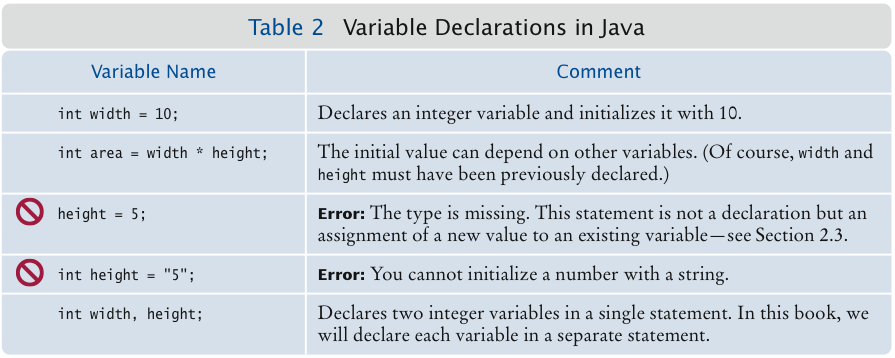 Table 2 Variable Declarations in Java
Variable Name Comment
int width = 10; Declares an integer variable and initializes it with 10.
int area = width * height; The initial value can depend on other variables. (Of course, width and
height must have been previously declared.)
height = 5; Error: The type is missing. This statement is not a declaration but an
assignment of a new value to an existing variable—see Section 2.3.
int height = "5"; Error: You cannot initialize a number with a string.
int width, height; Declares two integer variables in a single statement. In this book, we
will declare each variable in a separate statement.